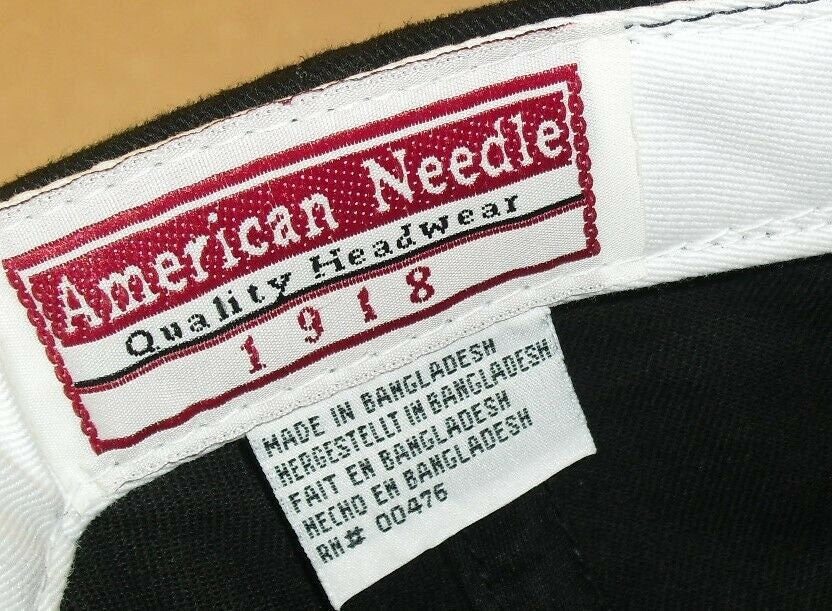 American Needle
Quality Headwear
1918
MADE IN BANGLADESH
HERGESTELLT IN BANGLADESH
FAIT EN BANGLADESH
HECHO EN BANGLADESH
RN# 00476